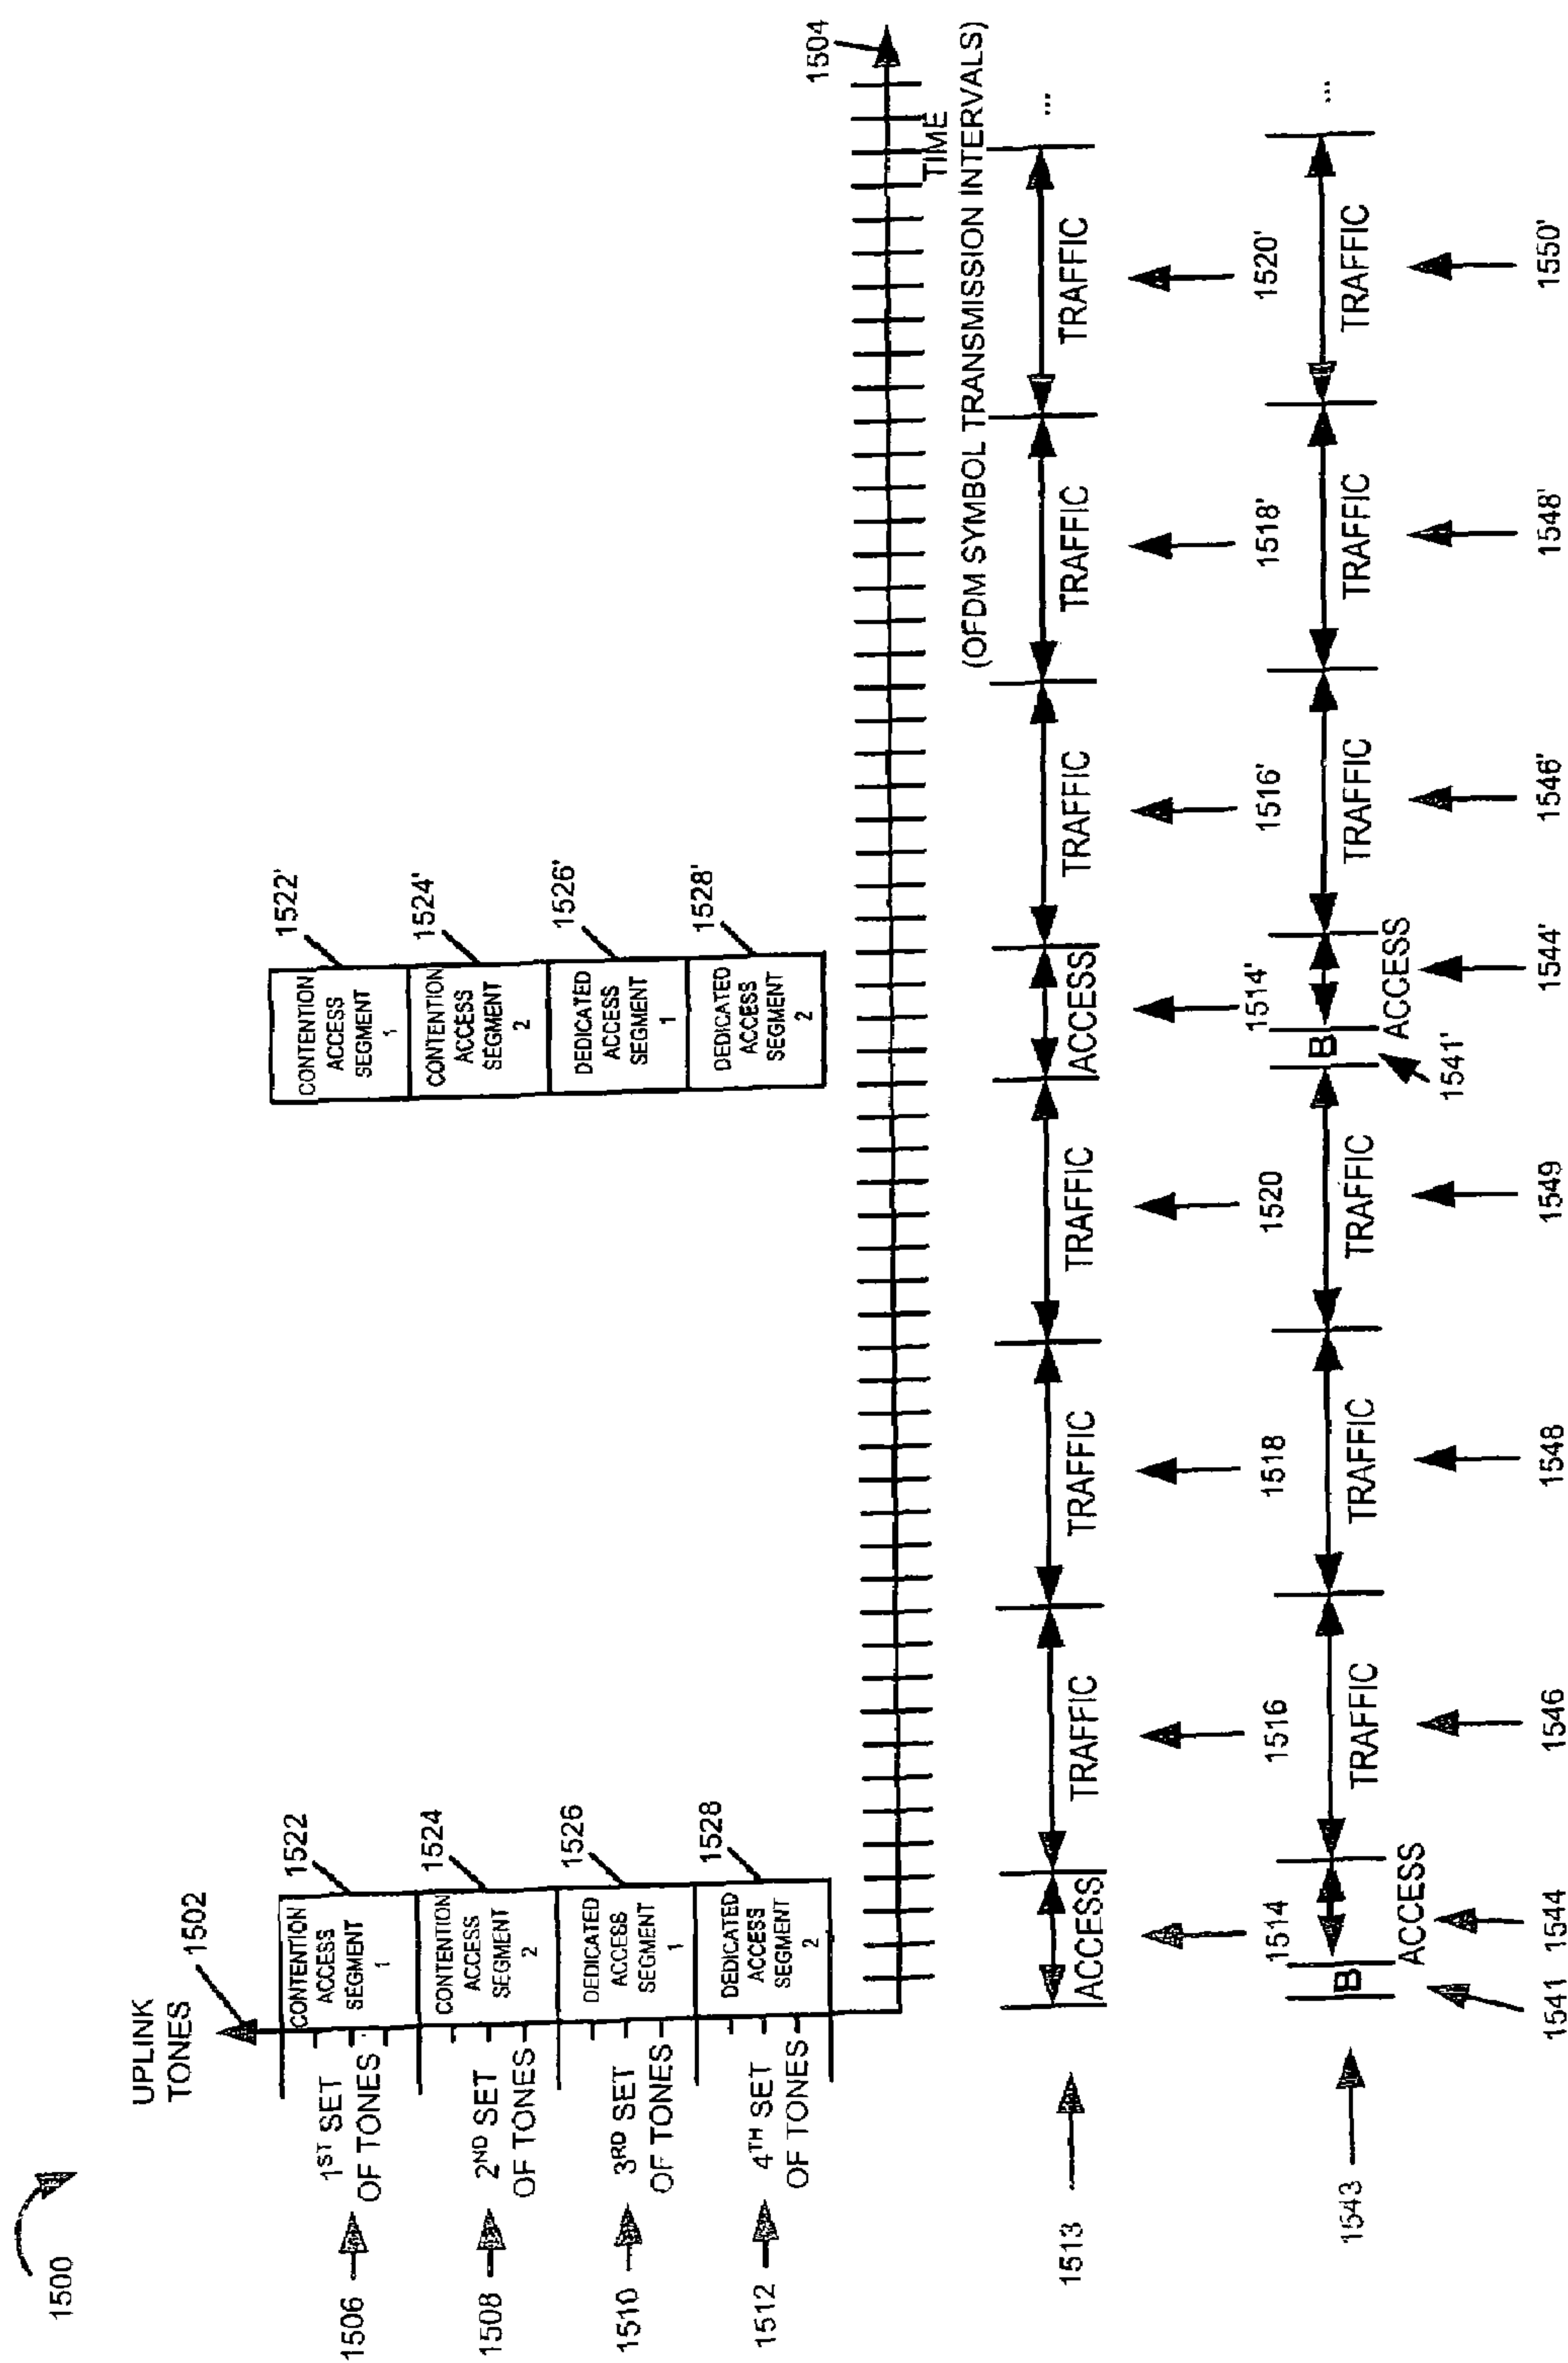 1500
UPLINK
TONES
1502
1506
1ST SET
OF TONES
1508
2ND SET
OF TONES
1510
3RD SET
OF TONES
1512
4TH SET
OF TONES
CONTENTION
ACCESS
SEGMENT
1
1522
CONTENTION
ACCESS
SEGMENT
2
1524
DEDICATED
ACCESS
SEGMENT
1
1526
DEDICATED
ACCESS
SEGMENT
2
1528
CONTENTION
ACCESS
SEGMENT
1
1522'
CONTENTION
ACCESS
SEGMENT
2
1524'
DEDICATED
ACCESS
SEGMENT
1
1526'
DEDICATED
ACCESS
SEGMENT
2
1528'
1504
TIME
(OFDM SYMBOL TRANSMISSION INTERVALS)
1513
ACCESS TRAFFIC TRAFFIC TRAFFIC ACCESS TRAFFIC TRAFFIC TRAFFIC ...
1514 1516 1518 1520 1514' 1516' 1518' 1520'
1543
B ACCESS TRAFFIC TRAFFIC TRAFFIC B ACCESS TRAFFIC TRAFFIC TRAFFIC ...
1541 1544 1546 1548 1549 1541' 1544' 1546' 1548' 1550'